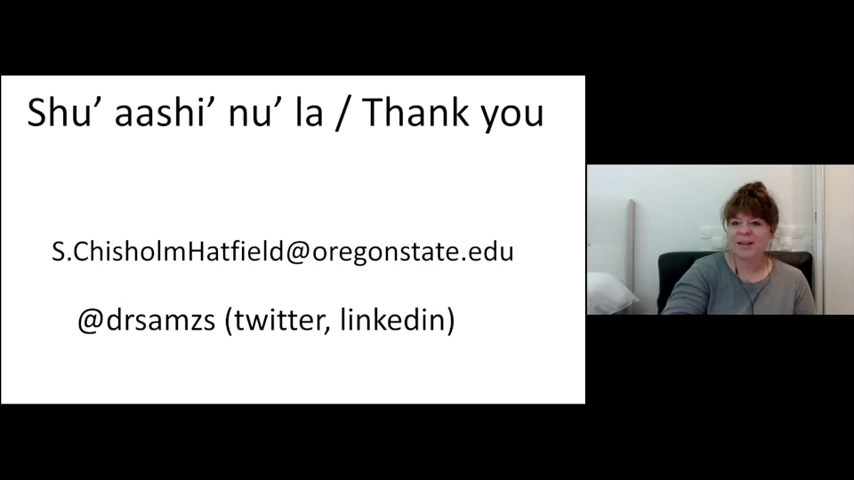 Shu’ aashi’ nu’ la / Thank you
S.ChisholmHatfield@oregonstate.edu
@drsamzs (twitter, linkedin)